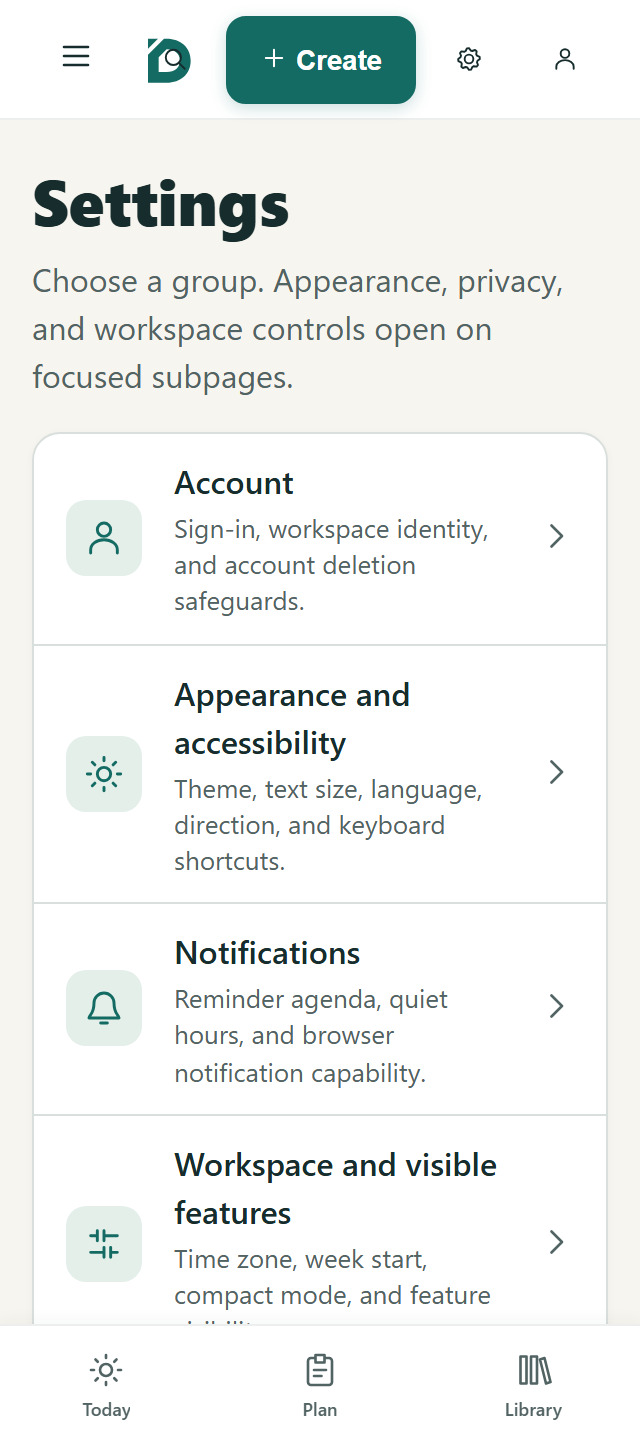 Create
Settings
Choose a group. Appearance, privacy,
and workspace controls open on
focused subpages.
Account
Sign-in, workspace identity,
and account deletion
safeguards.
Appearance and
accessibility
Theme, text size, language,
direction, and keyboard
shortcuts.
Notifications
Reminder agenda, quiet
hours, and browser
notification capability.
Workspace and visible
features
Time zone, week start,
compact mode, and feature
Today
Plan
Library